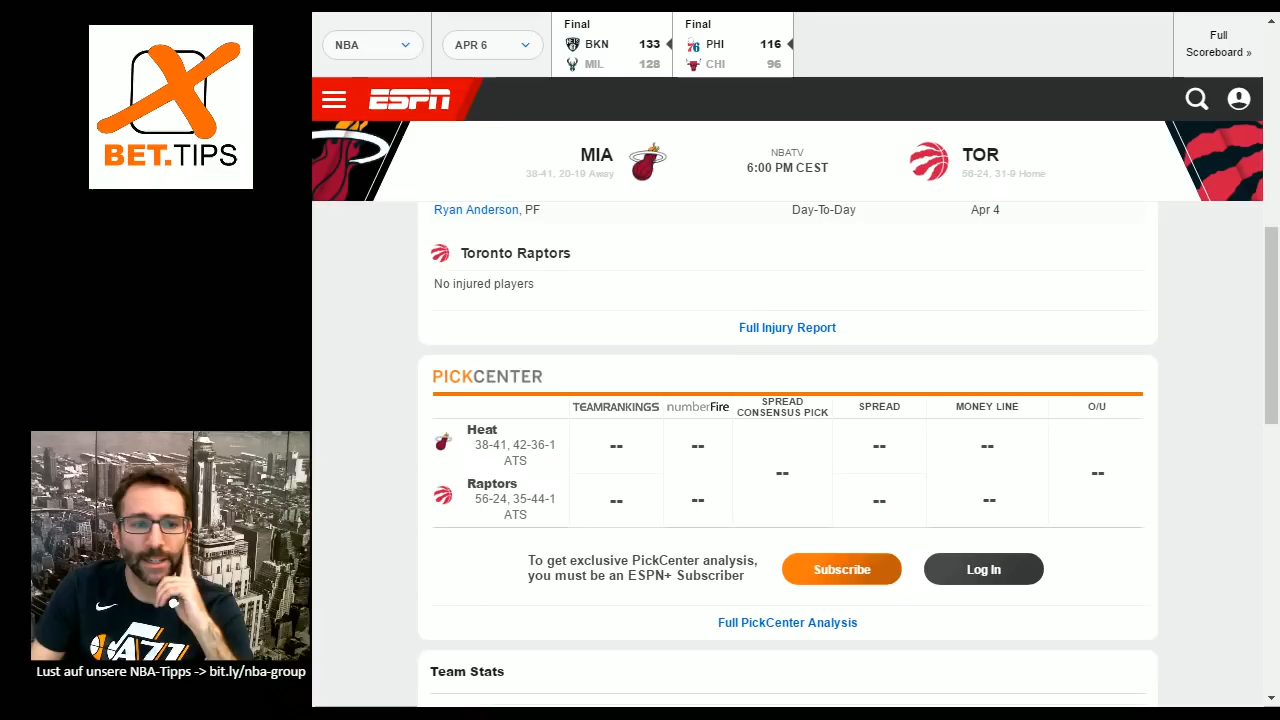 BET.TIPS
NBA
APR 6
Final
BKN 133
MIL 128
Final
PHI 116
CHI 96
Full
Scoreboard »
ESPN
MIA
38-41, 20-19 Away
NBATV
6:00 PM CEST
TOR
56-24, 31-9 Home
Ryan Anderson, PF Day-To-Day Apr 4
Toronto Raptors
No injured players
Full Injury Report
PICKCENTER
TEAMRANKINGS numberFire SPREAD CONSENSUS PICK SPREAD MONEY LINE O/U
Heat
38-41, 42-36-1
ATS
-- -- -- --
--  --
Raptors
56-24, 35-44-1
ATS
-- -- -- --
To get exclusive PickCenter analysis,
you must be an ESPN+ Subscriber
Subscribe
Log In
Full PickCenter Analysis
Team Stats
JAZZ
Lust auf unsere NBA-Tipps -> bit.ly/nba-group